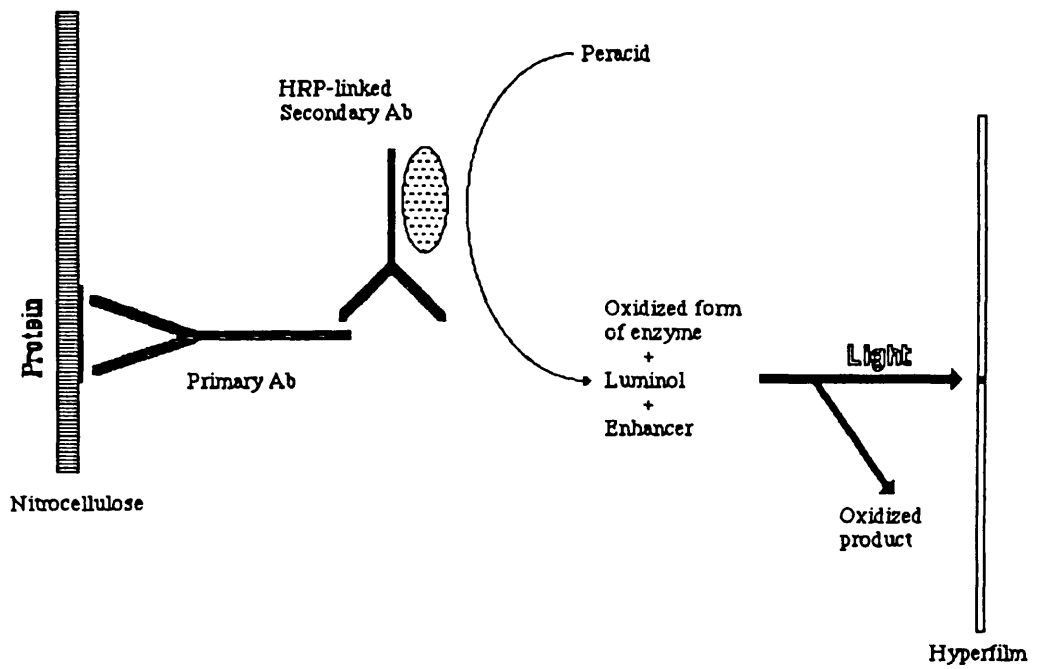 Peracid
HRP-linked
Secondary Ab
Protein
Primary Ab
Nitrocellulose
Oxidized form
of enzyme
+
Luminol
+
Enhancer
Light
Oxidized
product
Hyperfilm